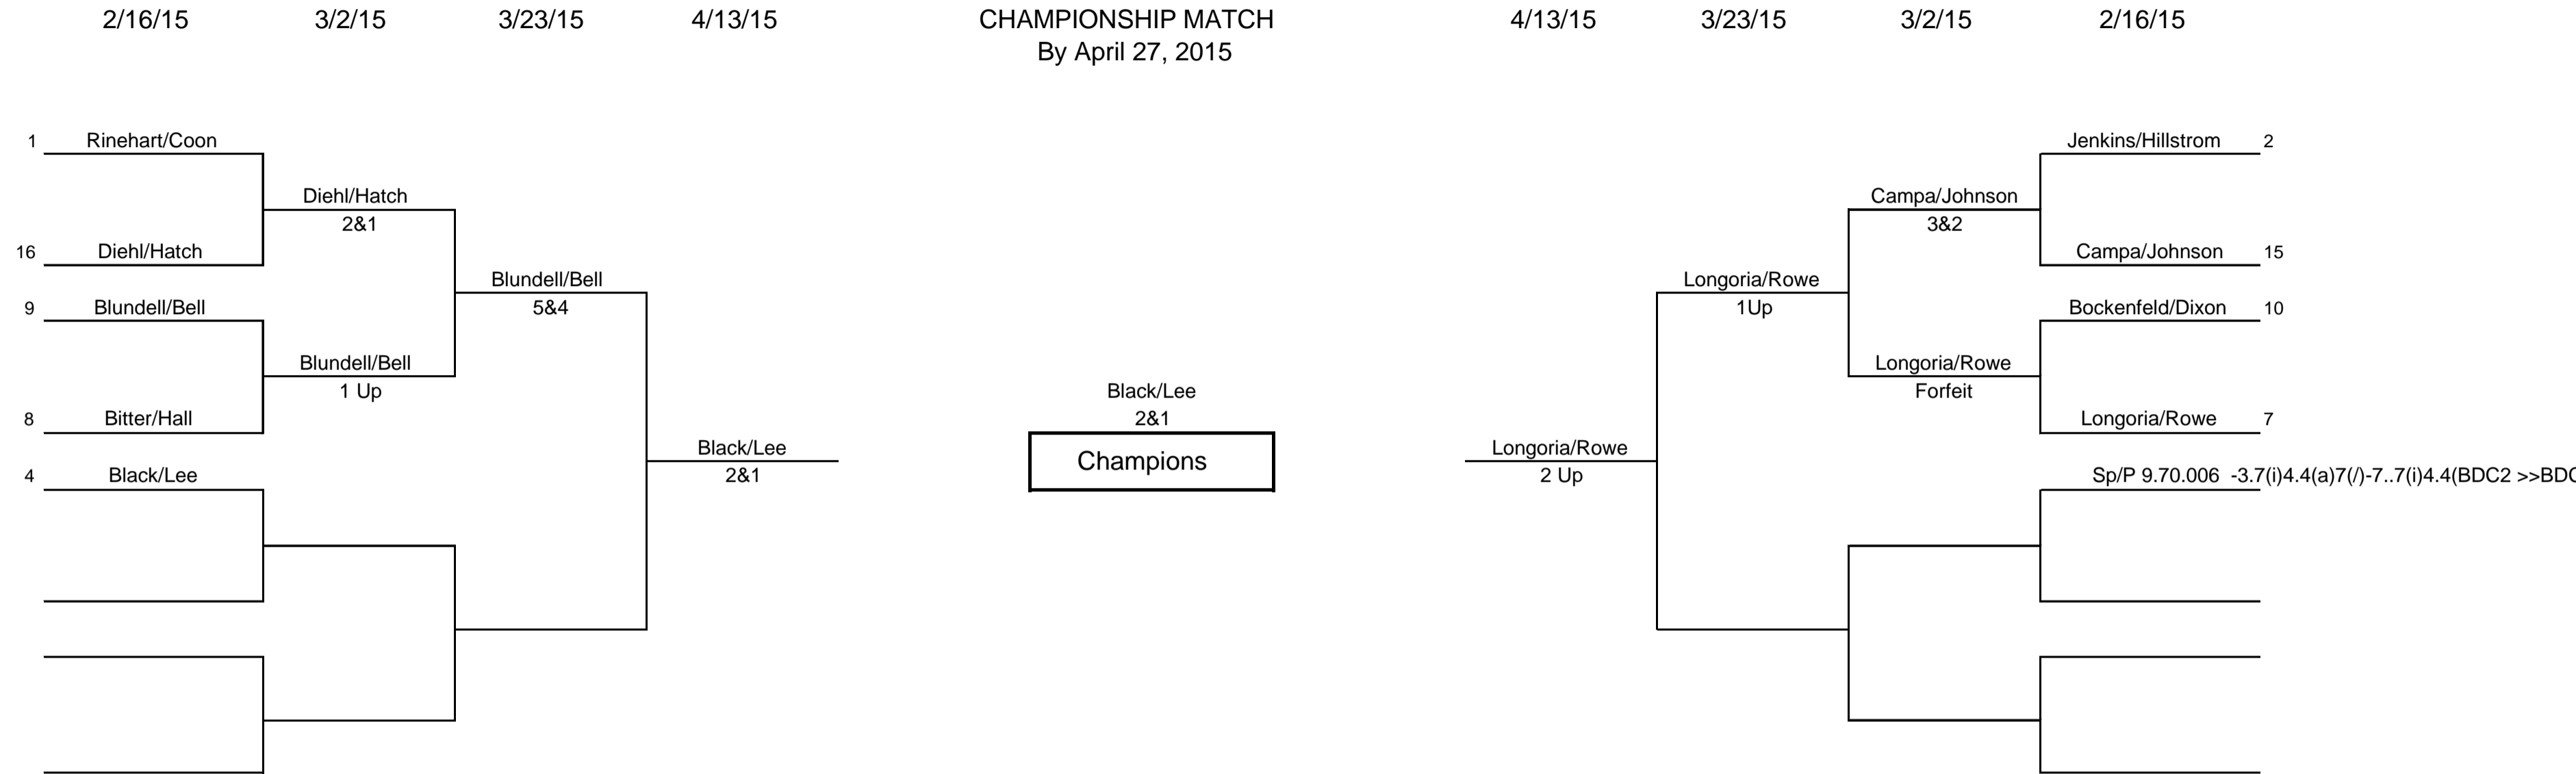 2/16/15 3/2/15 3/23/15 4/13/15 CHAMPIONSHIP MATCH 4/13/15 3/23/15 3/2/15 2/16/15
By April 27, 2015
1 Rinehart/Coon Jenkins/Hillstrom 2
Diehl/Hatch Campa/Johnson
2&1 3&2
16 Diehl/Hatch Campa/Johnson 15
Blundell/Bell Longoria/Rowe
9 Blundell/Bell 5&4 1Up Bockenfeld/Dixon 10
Blundell/Bell Longoria/Rowe
1 Up Black/Lee Forfeit
8 Bitter/Hall 2&1 Longoria/Rowe 7
Black/Lee Champions Longoria/Rowe
4 Black/Lee 2&1 2 Up Sp/P 9.70.006 -3.7(i)4.4(a)7(/)-7..7(i)4.4(BDC2 >>BDC